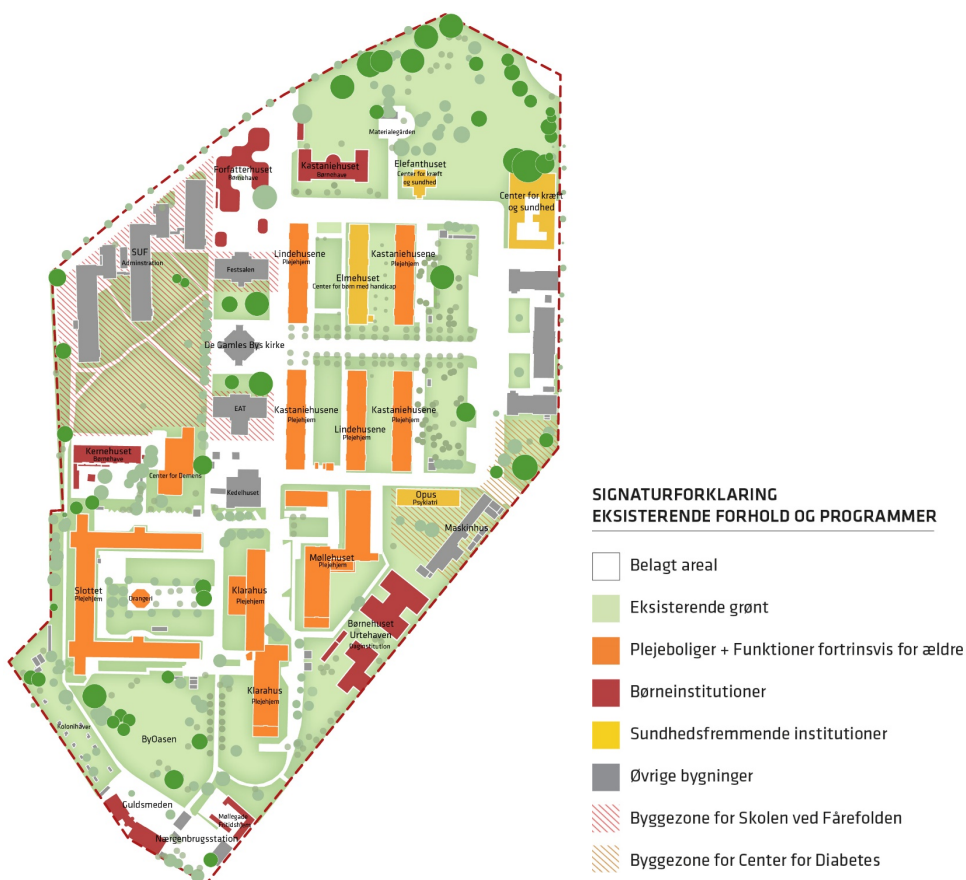 Materialegården
Forfatterhuset
Børnehave
Kastaniehuset
Børnehave
Elefanthuset
Center for kræft
og sundhed
Center for kræft
og sundhed
SUF
Administration
Festsalen
Lindehusene
Plejehjem
Elmehuset
Center for børn med handicap
Kastaniehusene
Plejehjem
De Gamles Bys kirke
EAT
Kastaniehusene
Plejehjem
Lindehusene
Plejehjem
Kastaniehusene
Plejehjem
Kernehuset
Børnehave
Center for Demens
Kedelhuset
Opus
Psykiatri
Maskinhus
Møllehuset
Plejehjem
Slottet
Plejehjem
Orangeri
Klarahus
Plejehjem
Børnehuset
Urtehaven
Daginstitution
Klarahus
Plejehjem
Kolonihaver
ByOasen
Guldsmeden
Møllegade
Fritidshjem
Nærgenbrugsstation
SIGNATURFORKLARING
EKSISTERENDE FORHOLD OG PROGRAMMER
Belagt areal
Eksisterende grønt
Plejeboliger + Funktioner fortrinsvis for ældre
Børneinstitutioner
Sundhedsfremmende institutioner
Øvrige bygninger
Byggezone for Skolen ved Fårefolden
Byggezone for Center for Diabetes